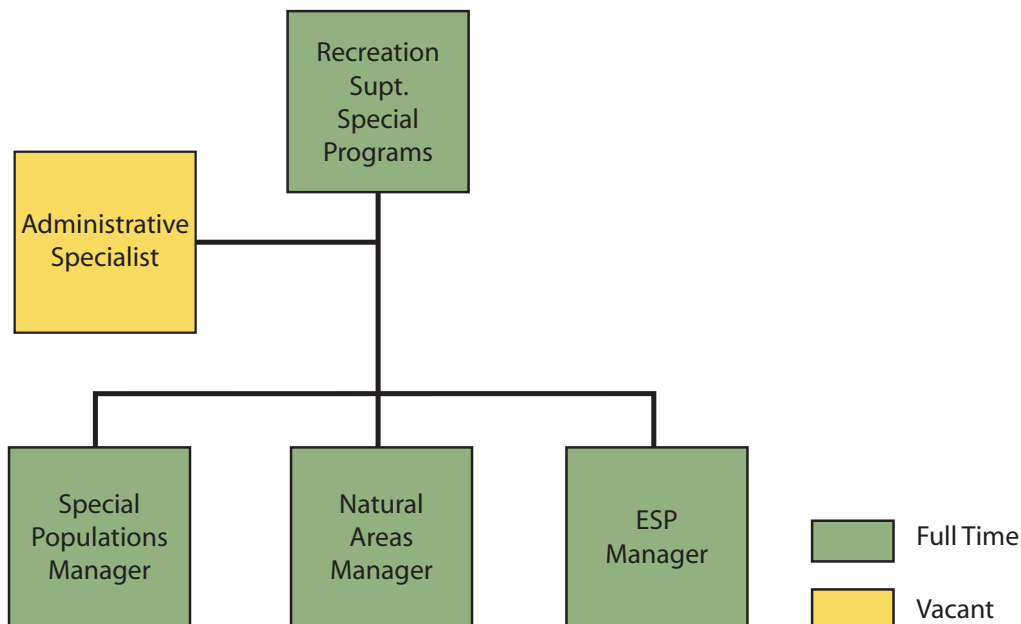 Recreation
Supt.
Special
Programs
Administrative
Specialist
Special
Populations
Manager
Natural
Areas
Manager
ESP
Manager
Full Time
Vacant